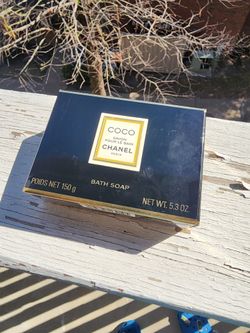 COCO
SAVON
POUR LE BAIN
CHANEL
PARIS
BATH SOAP
POIDS NET 150 g
NET WT. 5.3 OZ.